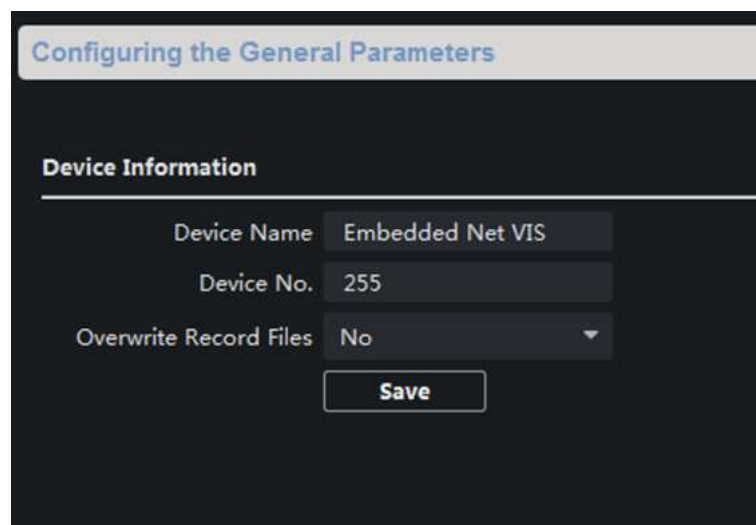 Configuring the General Parameters
Device Information
Device Name Embedded Net VIS
Device No. 255
Overwrite Record Files No
Save